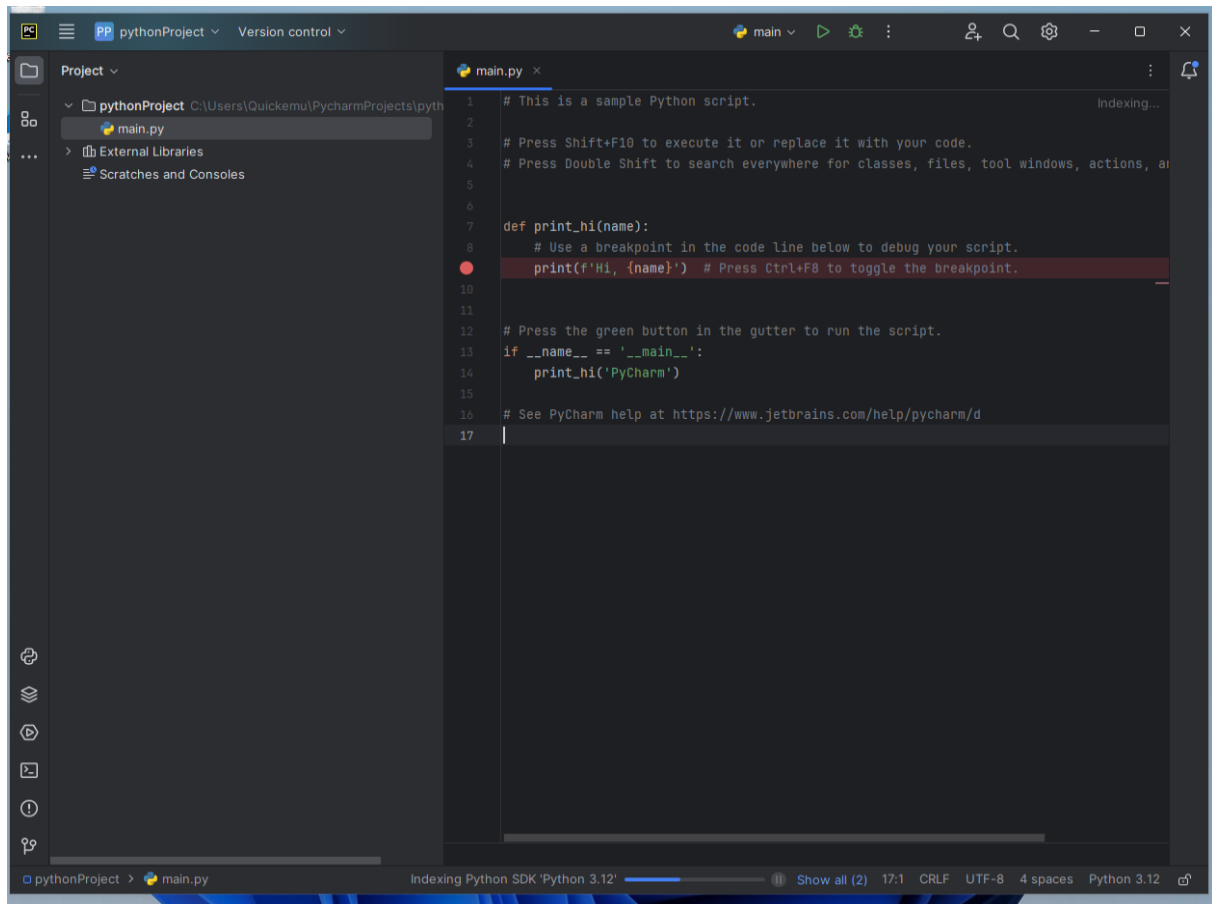 PC PP pythonProject Version control main
Project
main.py
pythonProject C:\Users\Quickemu\PycharmProjects\pyth
main.py
External Libraries
Scratches and Consoles
Indexing...
1 # This is a sample Python script.
2
3 # Press Shift+F10 to execute it or replace it with your code.
4 # Press Double Shift to search everywhere for classes, files, tool windows, actions, a
5
6
7 def print_hi(name):
8 # Use a breakpoint in the code line below to debug your script.
print(f'Hi, {name}') # Press Ctrl+F8 to toggle the breakpoint.
10
11
12 # Press the green button in the gutter to run the script.
13 if __name__ == '__main__':
14 print_hi('PyCharm')
15
16 # See PyCharm help at https://www.jetbrains.com/help/pycharm/d
17
pythonProject > main.py Indexing Python SDK 'Python 3.12' Show all (2) 17:1 CRLF UTF-8 4 spaces Python 3.12